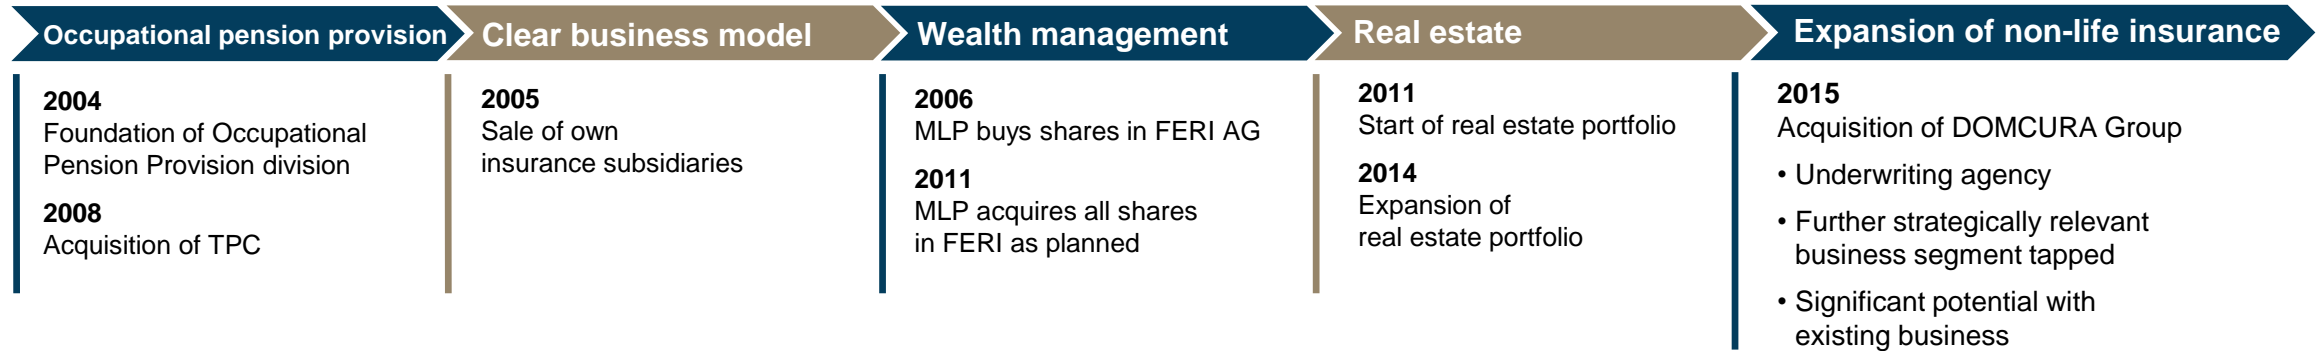 Occupational pension provision
2004
Foundation of Occupational
Pension Provision division
2008
Acquisition of TPC
Clear business model
2005
Sale of own
insurance subsidiaries
Wealth management
2006
MLP buys shares in FERI AG
2011
MLP acquires all shares
in FERI as planned
Real estate
2011
Start of real estate portfolio
2014
Expansion of
real estate portfolio
Expansion of non-life insurance
2015
Acquisition of DOMCURA Group
• Underwriting agency
• Further strategically relevant
business segment tapped
• Significant potential with
existing business